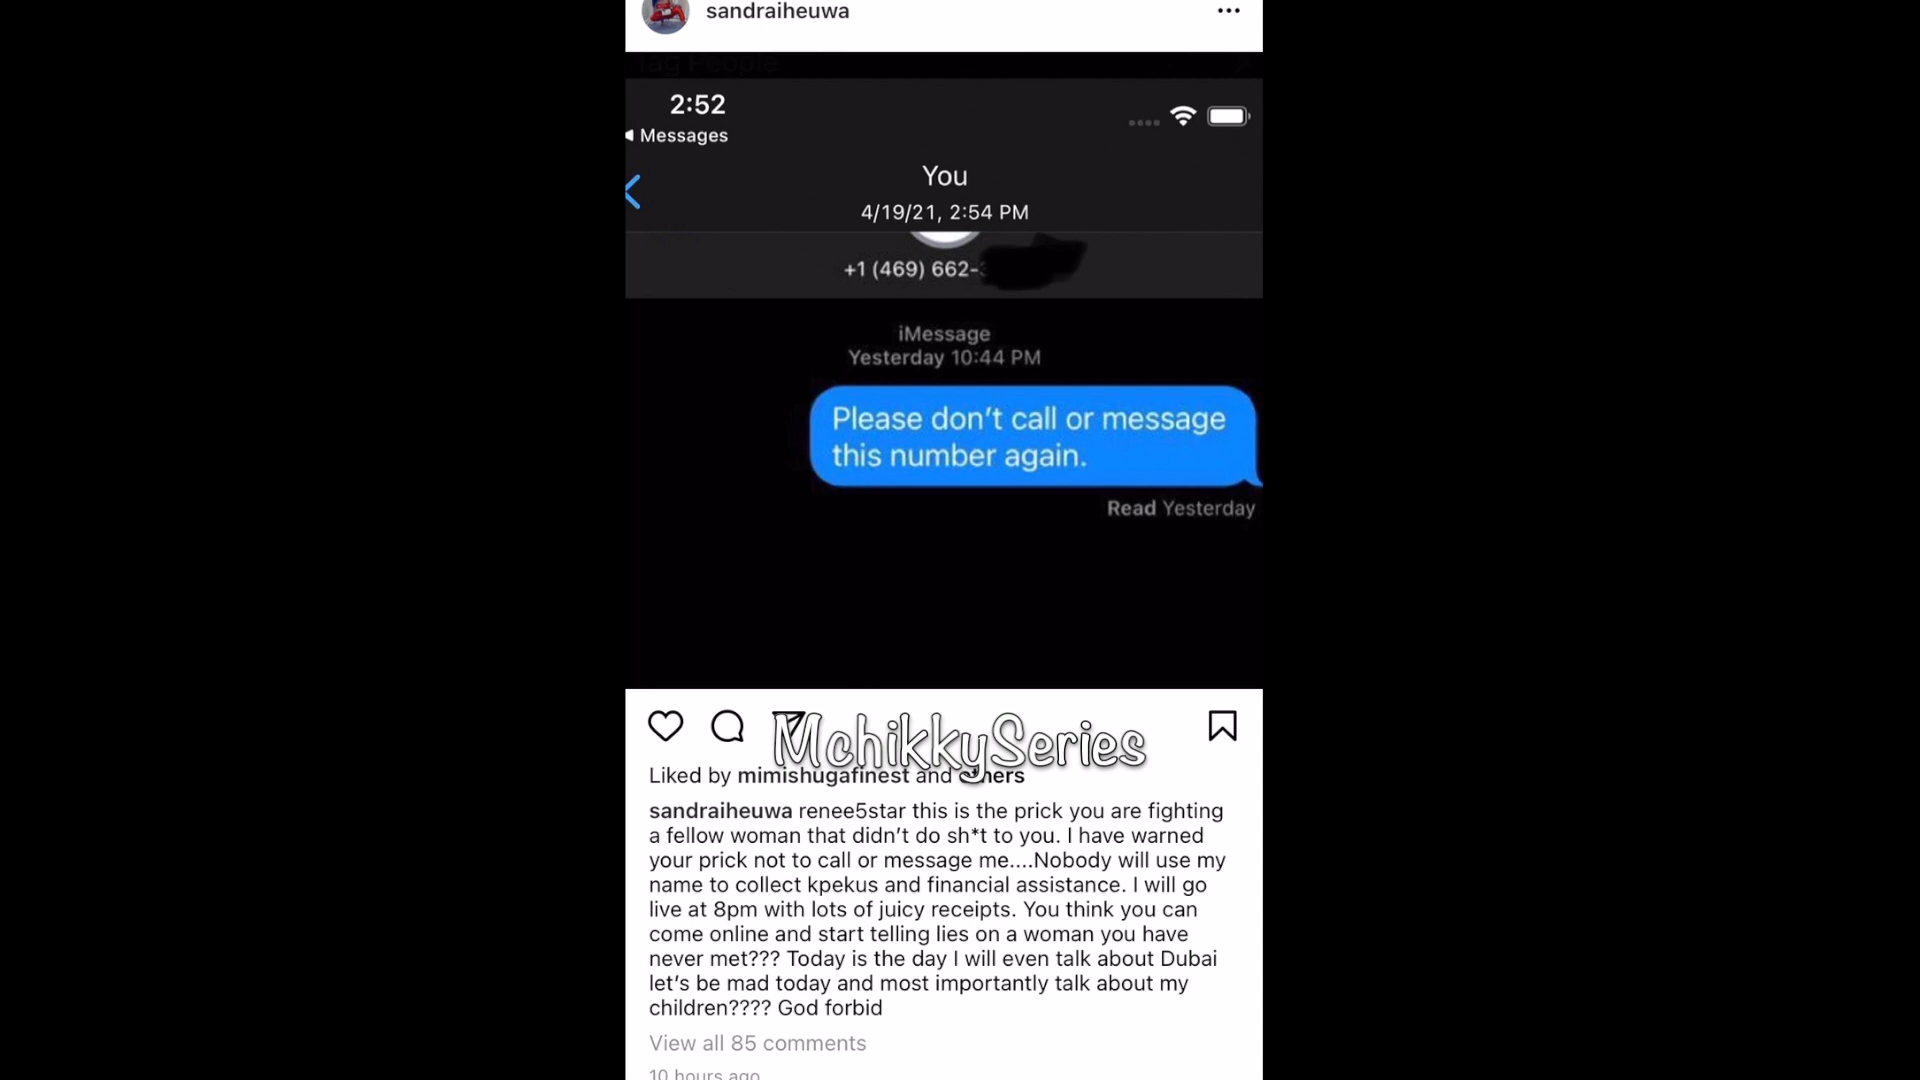 sandraiheuwa
Tag People
2:52
Messages
You
4/19/21, 2:54 PM
+1 (469) 662-
iMessage
Yesterday 10:44 PM
Please don't call or message
this number again.
Read Yesterday
MchikkySeries
Liked by mimishugafinest and others
sandraiheuwa renee5star this is the prick you are fighting
a fellow woman that didn't do sh*t to you. I have warned
your prick not to call or message me....Nobody will use my
name to collect kpekus and financial assistance. I will go
live at 8pm with lots of juicy receipts. You think you can
come online and start telling lies on a woman you have
never met??? Today is the day I will even talk about Dubai
let's be mad today and most importantly talk about my
children???? God forbid
View all 85 comments
10 hours ago